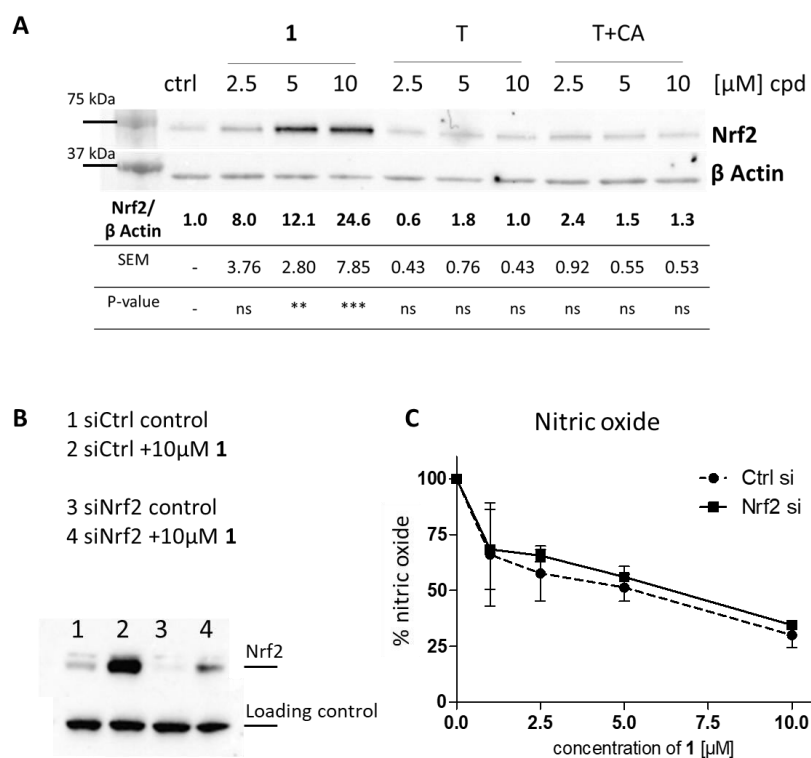 A
1 T T+CA
ctrl 2.5 5 10 2.5 5 10 2.5 5 10 [µM] cpd
75 kDa
Nrf2
37 kDa
β Actin
Nrf2/
β Actin 1.0 8.0 12.1 24.6 0.6 1.8 1.0 2.4 1.5 1.3
SEM - 3.76 2.80 7.85 0.43 0.76 0.43 0.92 0.55 0.53
P-value - ns ** *** ns ns ns ns ns ns
B
1 siCtrl control
2 siCtrl +10µM 1
3 siNrf2 control
4 siNrf2 +10µM 1
1 2 3 4
Nrf2
Loading control
C
Nitric oxide
Ctrl si
Nrf2 si
% nitric oxide
100
75
50
25
0
0.0 2.5 5.0 7.5 10.0
concentration of 1 [µM]